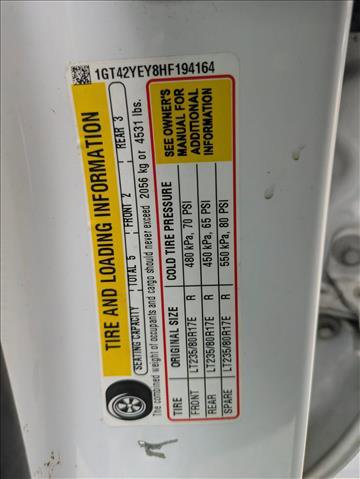 1GT42YEY8HF194164
TIRE AND LOADING INFORMATION
SEATING CAPACITY TOTAL 5 FRONT 2 REAR 3
The combined weight of occupants and cargo should never exceed 2056 kg or 4531 lbs.
TIRE ORIGINAL SIZE COLD TIRE PRESSURE
FRONT LT235/80R17E R 480 kPa, 70 PSI
REAR LT235/80R17E R 450 kPa, 65 PSI
SPARE LT235/80R17E R 550 kPa, 80 PSI
SEE OWNER'S
MANUAL FOR
ADDITIONAL
INFORMATION